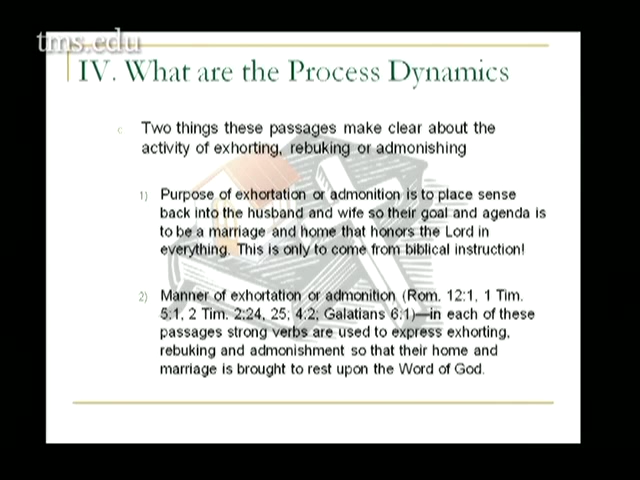 tms.edu
IV. What are the Process Dynamics
c Two things these passages make clear about the
activity of exhorting, rebuking or admonishing
1) Purpose of exhortation or admonition is to place sense
back into the husband and wife so their goal and agenda is
to be a marriage and home that honors the Lord in
everything. This is only to come from biblical instruction!
2) Manner of exhortation or admonition (Rom. 12:1, 1 Tim.
5:1, 2 Tim. 2:24, 25; 4:2; Galatians 6:1)—in each of these
passages strong verbs are used to express exhorting,
rebuking and admonishment so that their home and
marriage is brought to rest upon the Word of God.